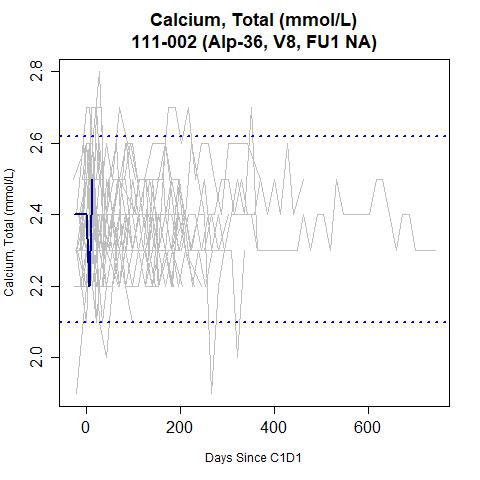 Calcium, Total (mmol/L)
111-002 (Alp-36, V8, FU1 NA)
Calcium, Total (mmol/L)
2.8
2.6
2.4
2.2
2.0
0 200 400 600
Days Since C1D1